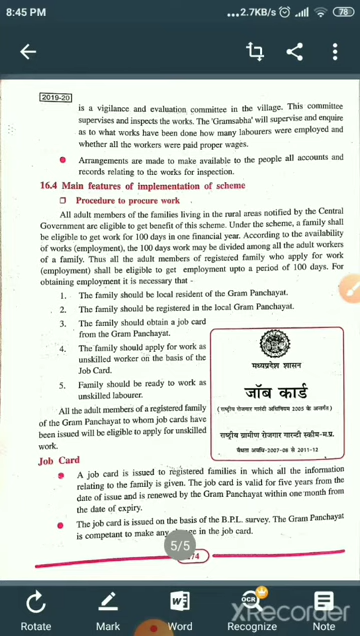 8:45 PM
...2.7KB/s
78
2019-20
is a vigilance and evaluation committee in the village. This committee
supervises and inspects the works. The 'Gramsabha' will supervise and enquire
as to what works have been done how many labourers were employed and
whether all the workers were paid proper wages.
Arrangements are made to make available to the people all accounts and
records relating to the works for inspection.
16.4 Main features of implementation of scheme
Procedure to procure work
All adult members of the families living in the rural areas notified by the Central
Government are eligible to get benefit of this scheme. Under the scheme, a family shall
be eligible to get work for 100 days in one financial year. According to the availability
of works (employment), the 100 days work may be divided among all the adult workers
of a family. Thus all the adult members of registered family who apply for work
(employment) shall be eligible to get employment upto a period of 100 days. For
obtaining employment it is necessary that -
1. The family should be local resident of the Gram Panchayat.
2. The family should be registered in the local Gram Panchayat.
3. The family should obtain a job card
from the Gram Panchayat.
4. The family should apply for work as
unskilled worker on the basis of the
Job Card.
5. Family should be ready to work as
unskilled labourer.
All the adult members of a registered family
of the Gram Panchayat to whom job cards have
been issued will be eligible to apply for unskilled
work.
मध्यप्रदेश शासन
जॉब कार्ड
(राष्ट्रीय रोजगार गारंटी अधिनियम 2005 के अन्तर्गत)
राष्ट्रीय ग्रामीण रोजगार गारण्टी स्कीम-म.प्र.
वैधता अवधि-2007-08 से 2011-12
Job Card
A job card is issued to registered families in which all the information
relating to the family is given. The job card is valid for five years from the
date of issue and is renewed by the Gram Panchayat within one month from
the date of expiry.
The job card is issued on the basis of the B.P.L. survey. The Gram Panchayat
is competant to make any in the job card.
5/5
74
OCR
Rotate Mark Word Recognize Note
XRecorder